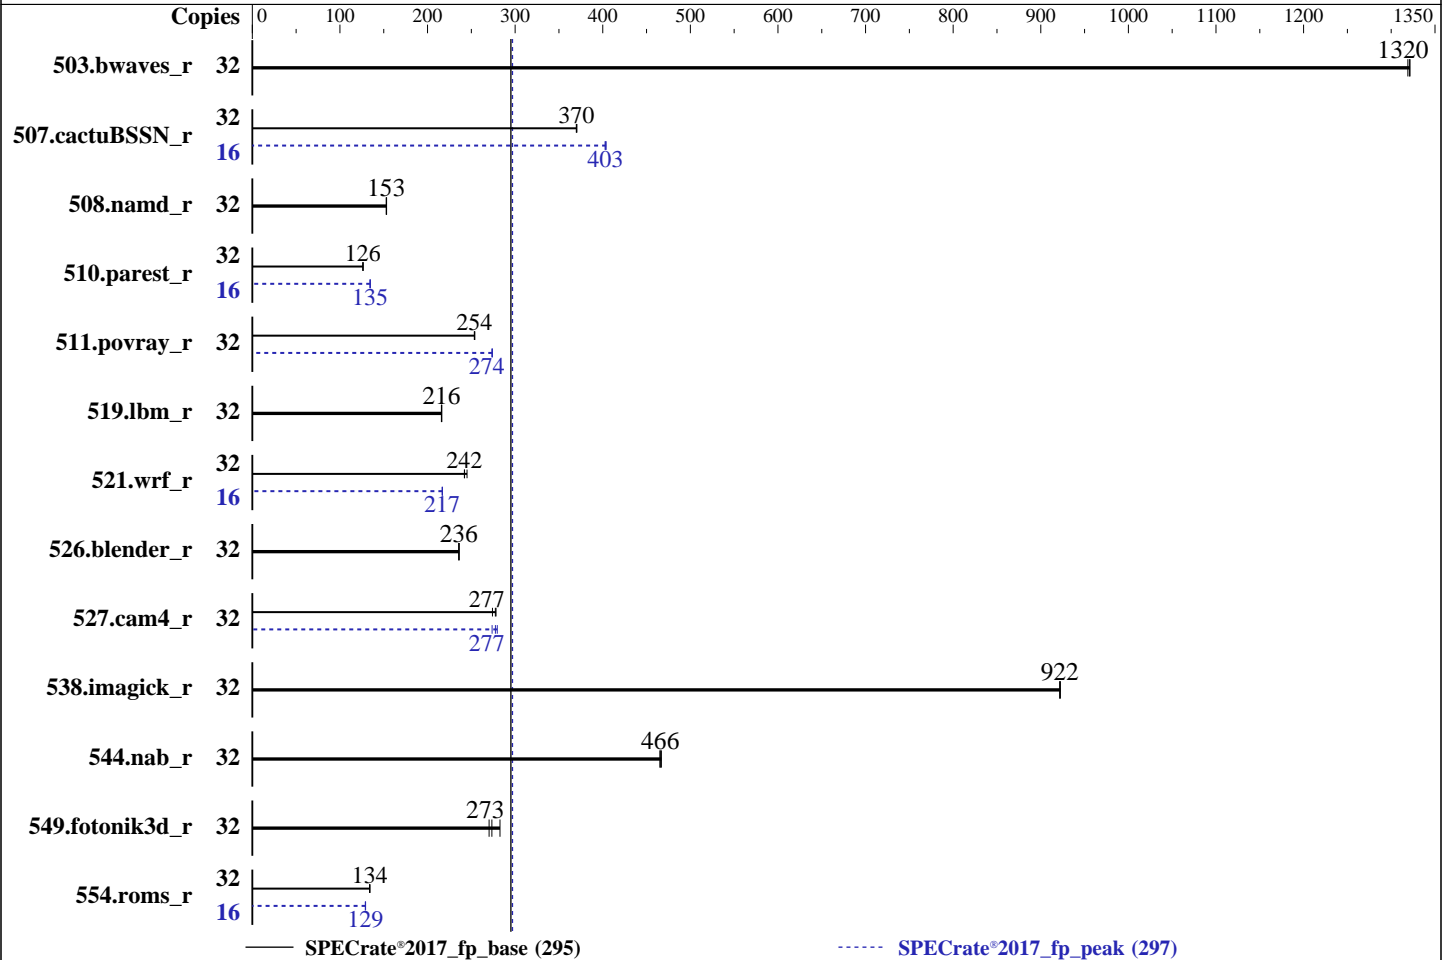 Copies 0 100 200 300 400 500 600 700 800 900 1000 1100 1200 1350
503.bwaves_r 32 1320
507.cactuBSSN_r 32 370
16 403
508.namd_r 32 153
510.parest_r 32 126
16 135
511.povray_r 32 254
274
519.lbm_r 32 216
521.wrf_r 32 242
16 217
526.blender_r 32 236
527.cam4_r 32 277
277
538.imagick_r 32 922
544.nab_r 32 466
549.fotonik3d_r 32 273
554.roms_r 32 134
16 129
SPECrate®2017_fp_base (295) SPECrate®2017_fp_peak (297)